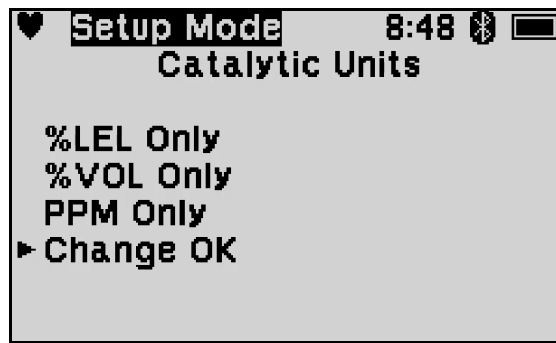 Setup Mode 8:48
Catalytic Units
%LEL Only
%VOL Only
PPM Only
Change OK